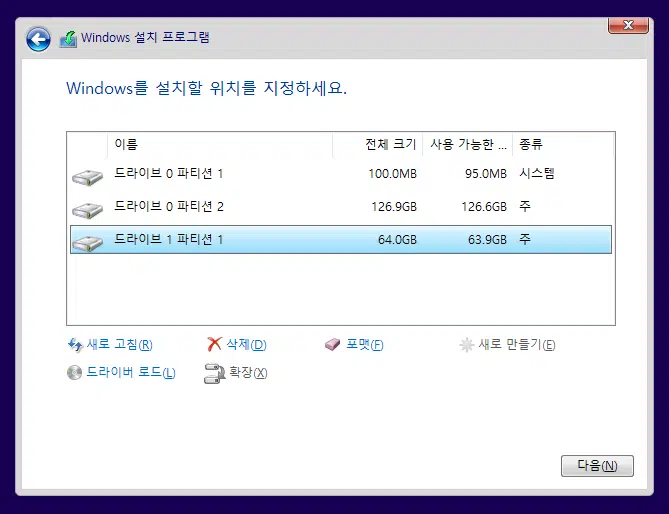 Windows 설치 프로그램
Windows를 설치할 위치를 지정하세요.
이름 전체 크기 사용 가능한 ... 종류
드라이브 0 파티션 1 100.0MB 95.0MB 시스템
드라이브 0 파티션 2 126.9GB 126.6GB 주
드라이브 1 파티션 1 64.0GB 63.9GB 주
새로 고침(R) 삭제(D) 포맷(F) 새로 만들기(E)
드라이버 로드(L) 확장(X)
다음(N)